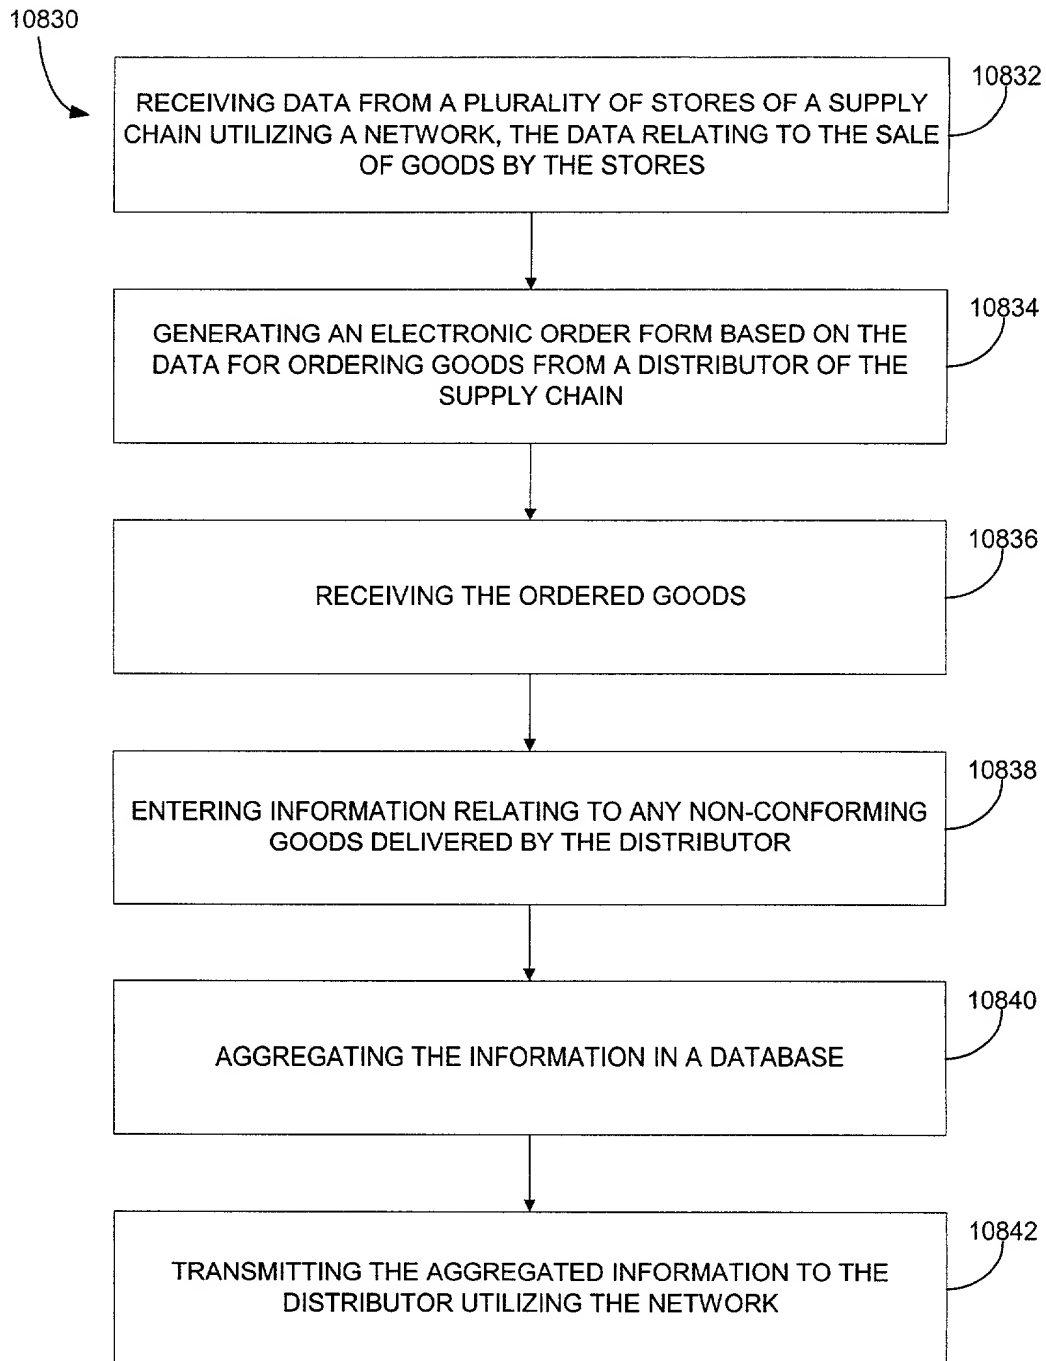 10830
10832
RECEIVING DATA FROM A PLURALITY OF STORES OF A SUPPLY
CHAIN UTILIZING A NETWORK, THE DATA RELATING TO THE SALE
OF GOODS BY THE STORES
10834
GENERATING AN ELECTRONIC ORDER FORM BASED ON THE
DATA FOR ORDERING GOODS FROM A DISTRIBUTOR OF THE
SUPPLY CHAIN
10836
RECEIVING THE ORDERED GOODS
10838
ENTERING INFORMATION RELATING TO ANY NON-CONFORMING
GOODS DELIVERED BY THE DISTRIBUTOR
10840
AGGREGATING THE INFORMATION IN A DATABASE
10842
TRANSMITTING THE AGGREGATED INFORMATION TO THE
DISTRIBUTOR UTILIZING THE NETWORK